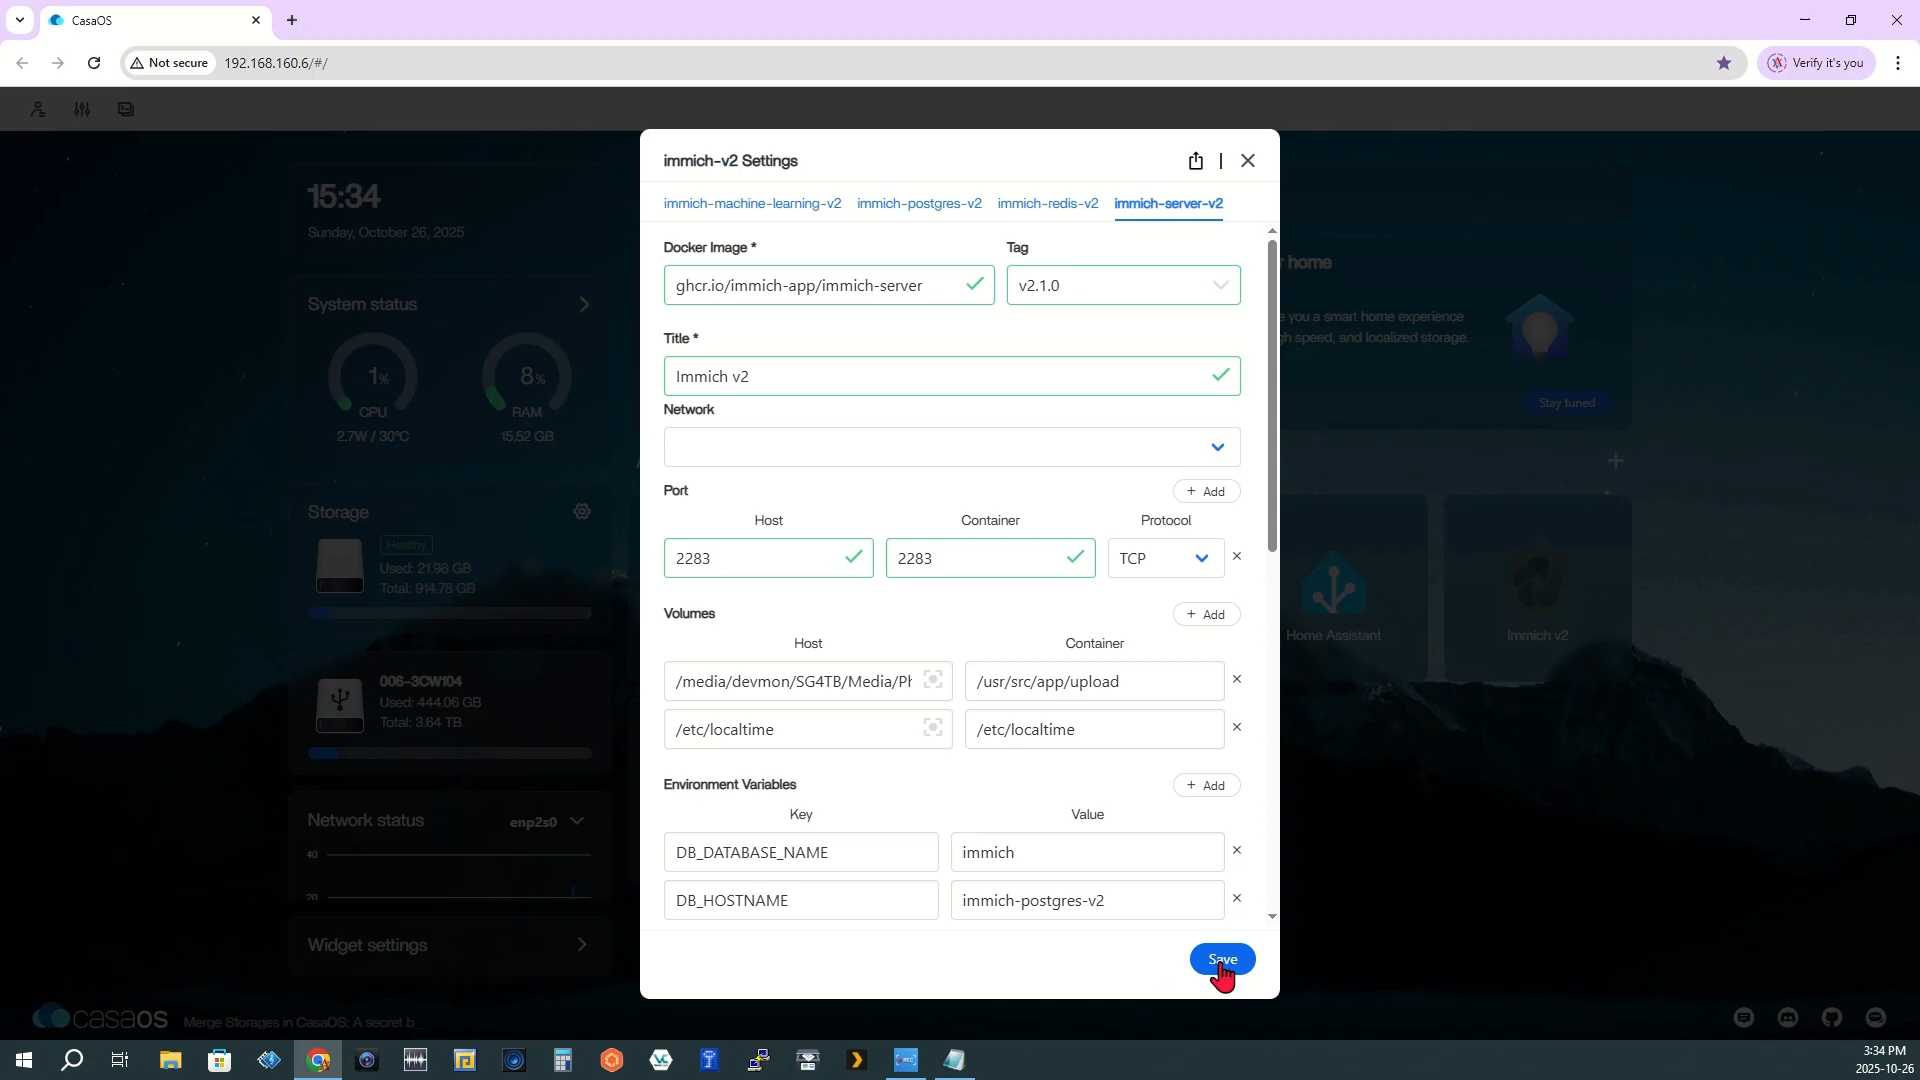 CasaOS
Not secure
192.168.160.6/#/
Verify it's you
immich-v2 Settings
immich-machine-learning-v2
immich-postgres-v2
immich-redis-v2
immich-server-v2
15:34
Sunday, October 26, 2025
System status
1%
CPU
2.7W / 30°C
8%
RAM
15.52 GB
Storage
Healthy
Used: 21.98 GB
Total: 914.78 GB
006-3CW104
Used: 444.06 GB
Total: 3.64 TB
Network status
enp2s0
40
20
Widget settings
Docker Image *
Tag
ghcr.io/immich-app/immich-server
v2.1.0
Title *
Immich v2
Network
Port
+ Add
Host
Container
Protocol
2283
2283
TCP
Volumes
+ Add
Host
Container
/media/devmon/SG4TB/Media/Pł
/usr/src/app/upload
/etc/localtime
/etc/localtime
Environment Variables
+ Add
Key
Value
DB_DATABASE_NAME
immich
DB_HOSTNAME
immich-postgres-v2
Save
home
you a smart home experience
gh speed, and localized storage.
Stay tuned
Home Assistant
Immich v2
casaOS
Merge Storages in CasaOS: A secret b_
REC
3:34 PM
2025-10-26